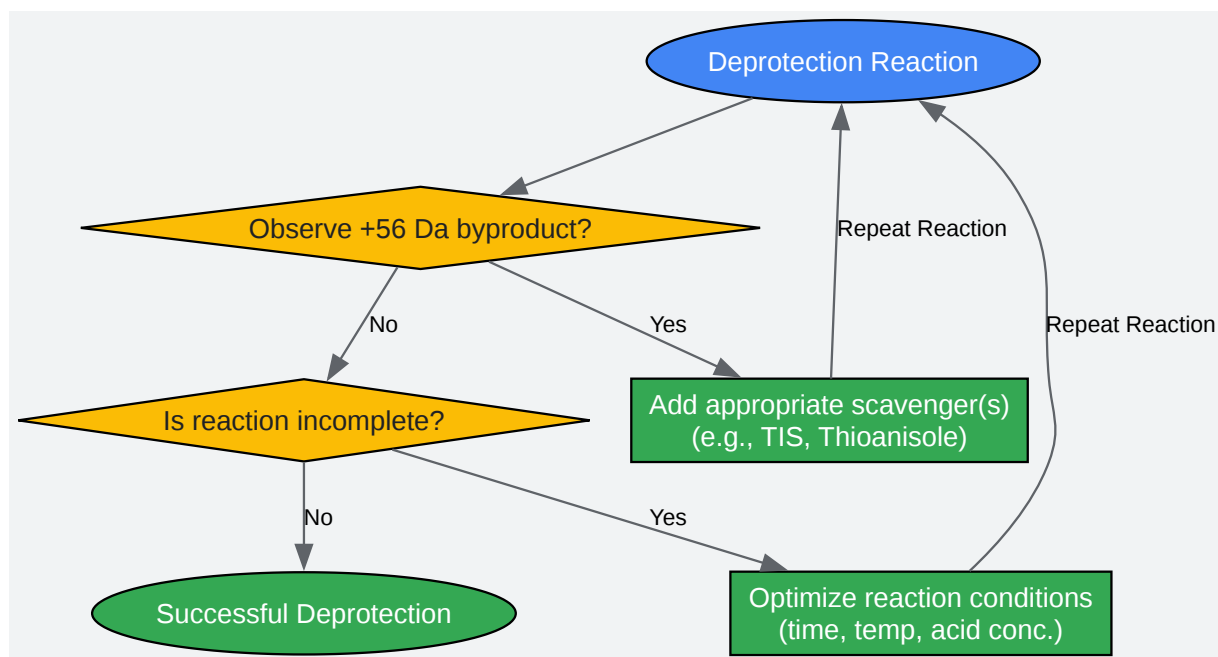 Deprotection Reaction
Observe +56 Da byproduct?
Repeat Reaction
No
Yes
Repeat Reaction
Is reaction incomplete?
Add appropriate scavenger(s)
(e.g., TIS, Thioanisole)
No
Yes
Successful Deprotection
Optimize reaction conditions
(time, temp, acid conc.)